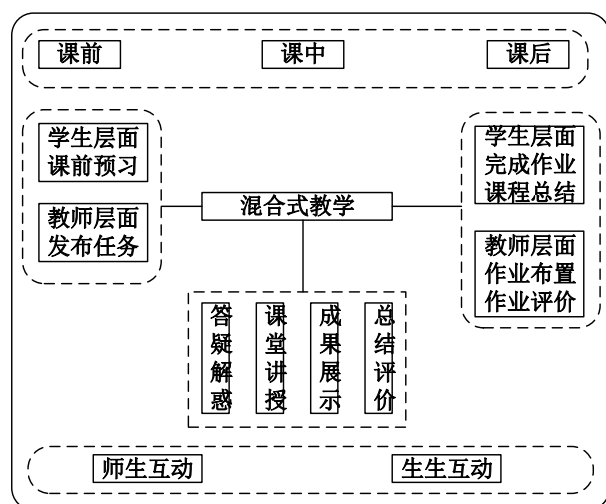 课前
课中
课后
学生层面
课前预习
教师层面
发布任务
混合式教学
学生层面
完成作业
课程总结
教师层面
作业布置
作业评价
答疑解惑
课堂讲授
成果展示
总结评价
师生互动
生生互动